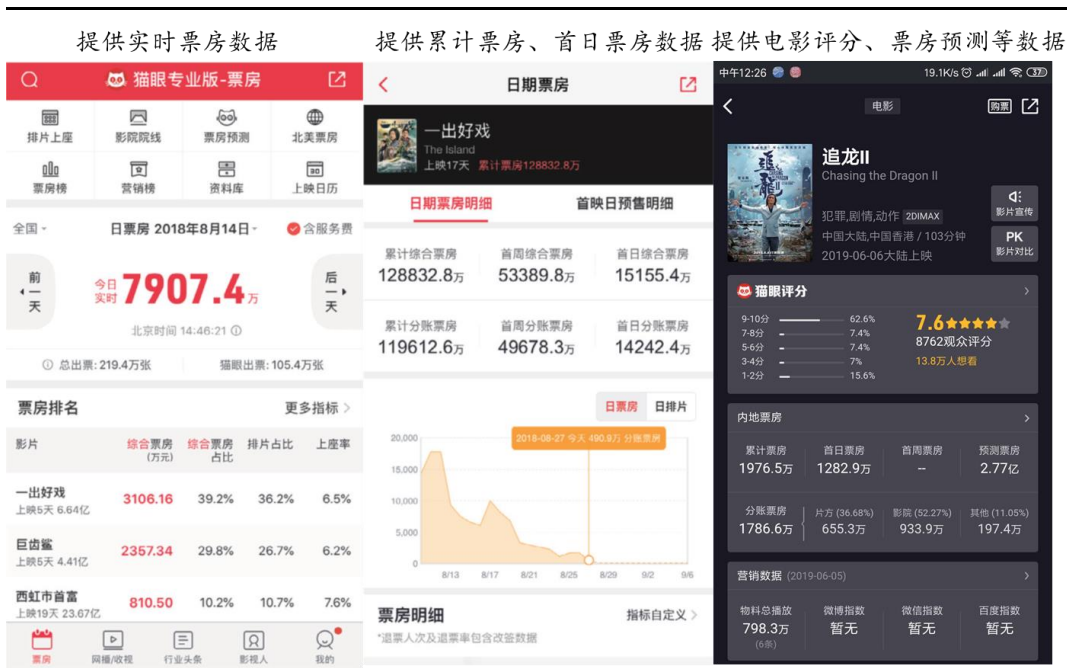 提供实时票房数据
提供累计票房、首日票房数据
提供电影评分、票房预测等数据
猫眼专业版-票房
排片上座 影院院线 票房预测 北美票房
票房榜 营销榜 资料库 上映日历
全国 日票房 2018年8月14日 含服务费
前一天
今日实时 7907.4万
后一天
北京时间 14:46:21
总出票:219.4万张 猫眼出票:105.4万张
票房排名 更多指标
影片 综合票房(万元) 综合票房占比 排片占比 上座率
一出好戏 3106.16 39.2% 36.2% 6.5%
上映5天 6.64亿
巨齿鲨 2357.34 29.8% 26.7% 6.2%
上映5天 4.41亿
西虹市首富 810.50 10.2% 10.7% 7.6%
上映19天 23.67亿
票房 网播/收视 行业头条 影视人 我的
日期票房
一出好戏
The Island
上映17天 累计票房128832.8万
日期票房明细 首映日预售明细
累计综合票房 首周综合票房 首日综合票房
128832.8万 53389.8万 15155.4万
累计分账票房 首周分账票房 首日分账票房
119612.6万 49678.3万 14242.4万
日票房 日排片
2018-08-27 今天 490.9万 分账票房
20,000
15,000
10,000
5,000
0
8/13 8/17 8/21 8/25 8/29 9/2 9/6
票房明细 指标自定义
*退票人次及退票率包含改签数据
中午12:26 19.1K/s 37
电影 购票
追龙II
Chasing the Dragon II
犯罪,剧情,动作 2DIMAX
中国大陆,中国香港 / 103分钟
2019-06-06大陆上映
影片宣传
PK
影片对比
猫眼评分
9-10分 62.6%
7-8分 7.4%
5-6分 7.4%
3-4分 7%
1-2分 15.6%
7.6
8762观众评分
13.8万人想看
内地票房
累计票房 首日票房 首周票房 预测票房
1976.5万 1282.9万 -- 2.77亿
分账票房 片方 (36.68%) 影院 (52.27%) 其他 (11.05%)
1786.6万 655.3万 933.9万 197.4万
营销数据 (2019-06-05)
物料总播放 微博指数 微信指数 百度指数
798.3万 暂无 暂无 暂无
(6条)